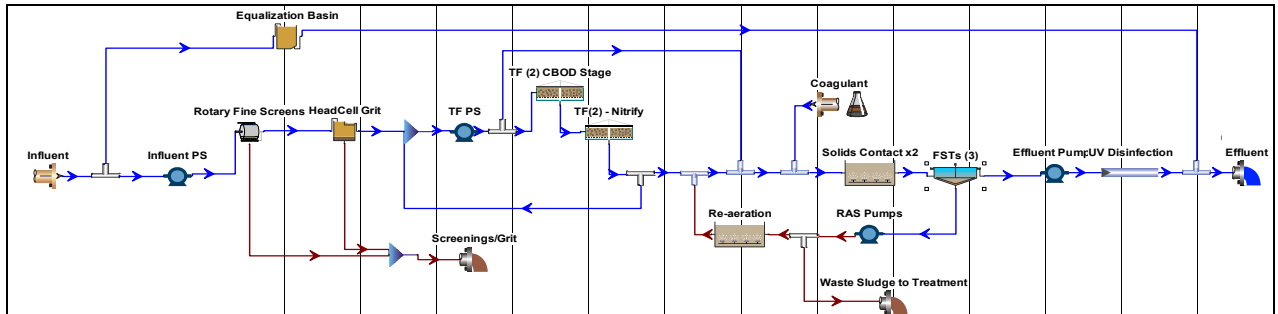 Equalization Basin
TF (2) CBOD Stage
Coagulant
Rotary Fine Screens
HeadCell Grit
TF PS
TF(2) - Nitrify
Influent
Influent PS
Solids Contact x2
FSTs (3)
Effluent Pump
UV Disinfection
Effluent
Re-aeration
RAS Pumps
Screenings/Grit
Waste Sludge to Treatment